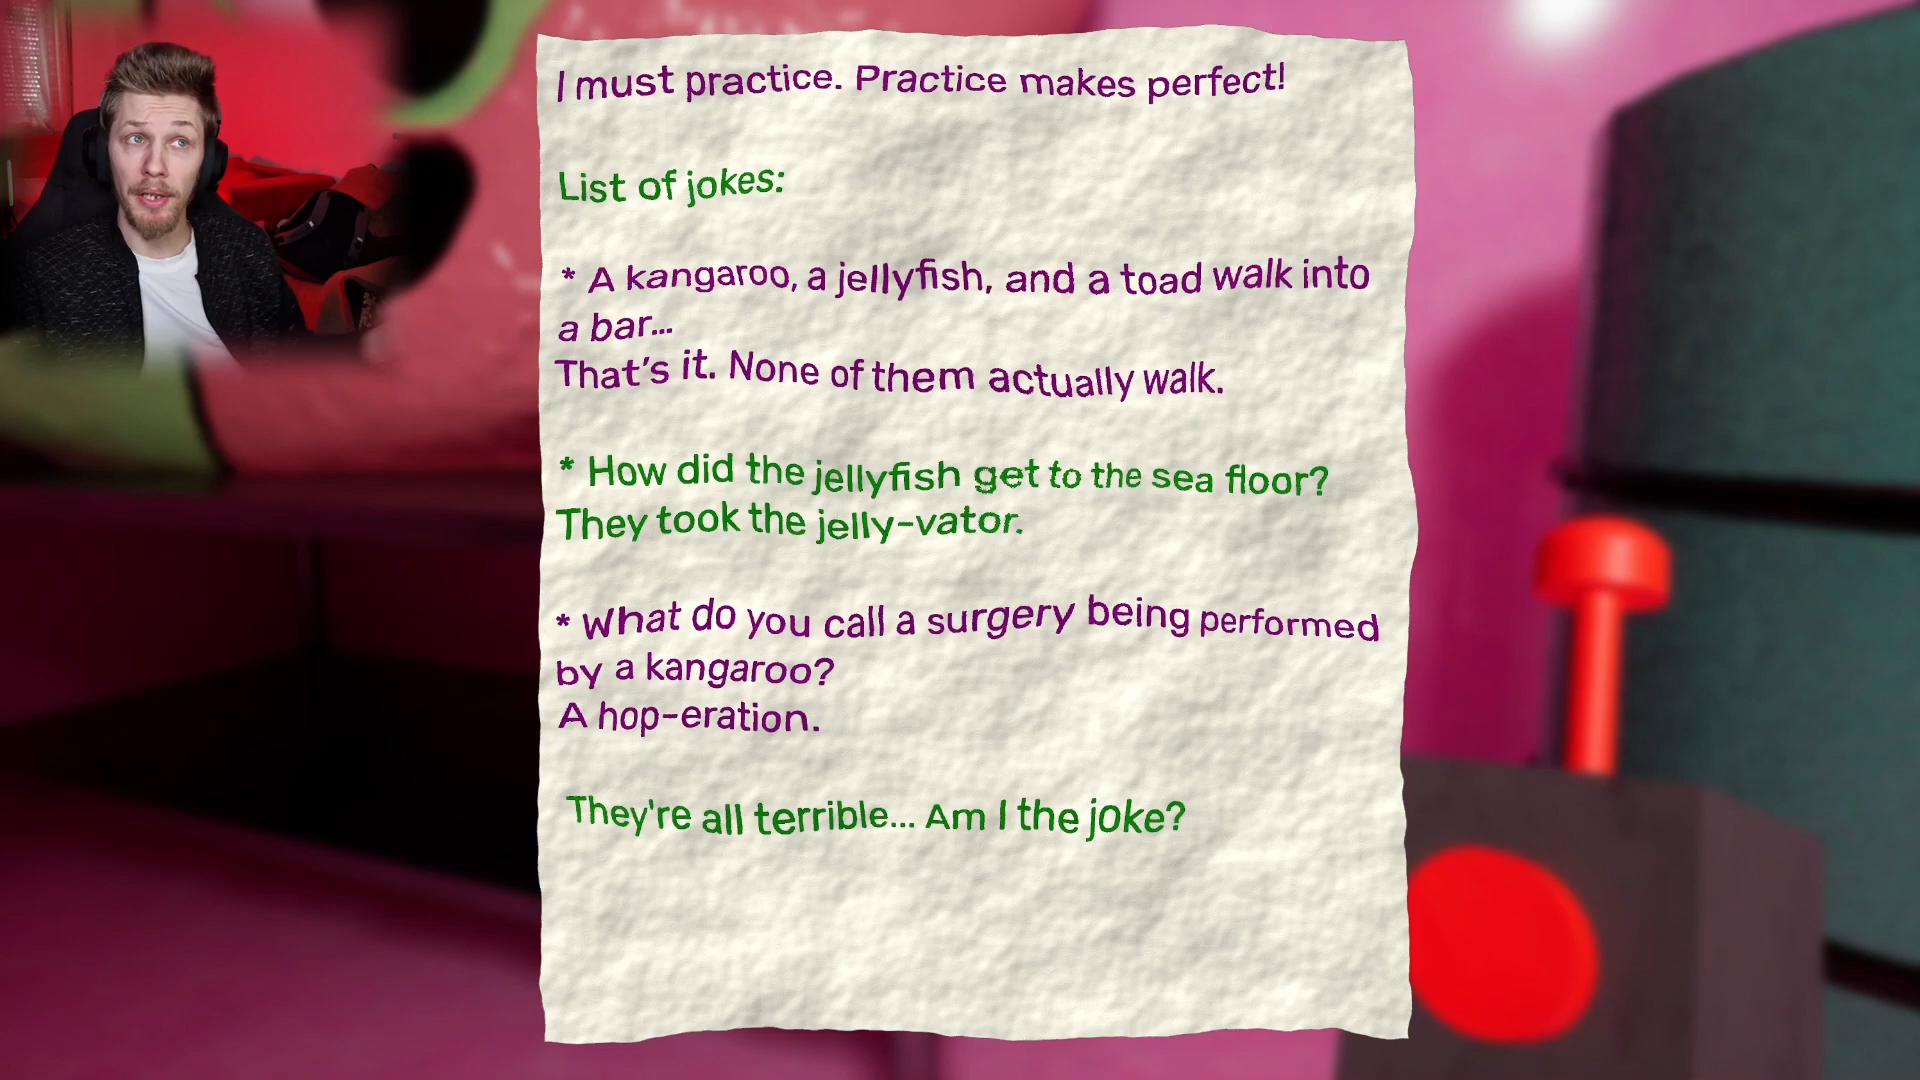 I must practice. Practice makes perfect!
List of jokes:
* A kangaroo, a jellyfish, and a toad walk into
a bar...
That's it. None of them actually walk.
* How did the jellyfish get to the sea floor?
They took the jelly-vator.
* What do you call a surgery being performed
by a kangaroo?
A hop-eration.
They're all terrible... Am I the joke?